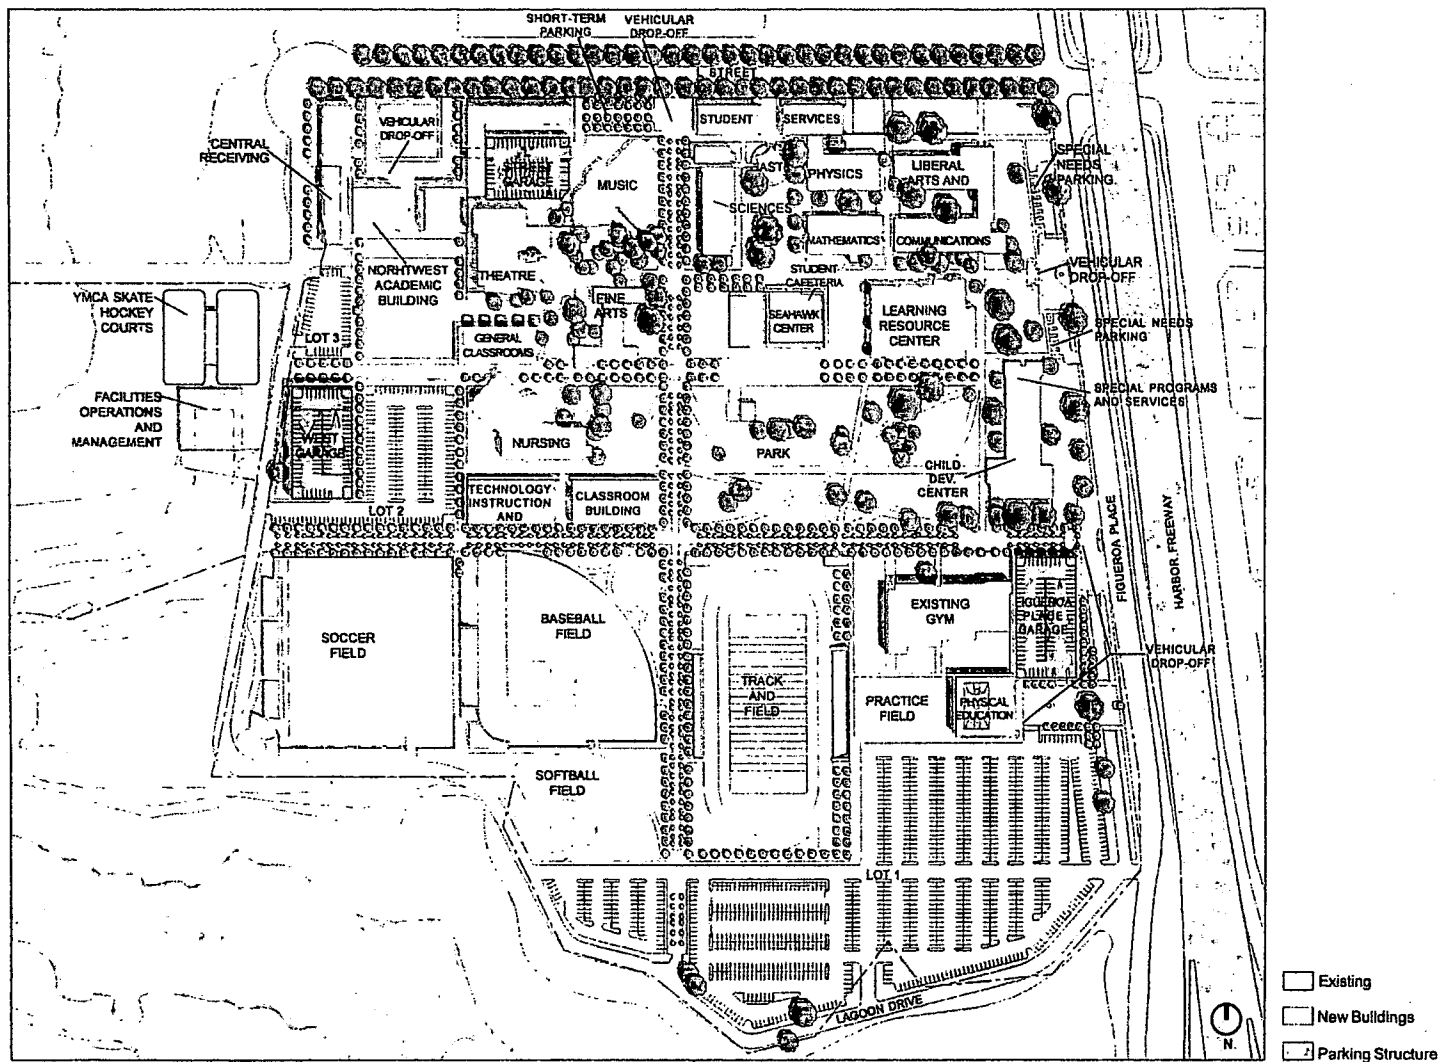 SHORT-TERM
PARKING
VEHICULAR
DROP-OFF
L STREET
VEHICULAR
DROP-OFF
STUDENT
SERVICES
CENTRAL
RECEIVING
GARAGE
MUSIC
PHYSICS
LIBERAL
ARTS AND
SPECIAL
NEEDS
PARKING
SCIENCES
MATHEMATICS
COMMUNICATIONS
NORHTWEST
ACADEMIC
BUILDING
THEATRE
STUDENT
CAFETERIA
VEHICULAR
DROP-OFF
YMCA SKATE
HOCKEY
COURTS
FINE
ARTS
SEAHAWK
CENTER
LEARNING
RESOURCE
CENTER
SPECIAL NEEDS
PARKING
LOT 3
GENERAL
CLASSROOMS
SPECIAL PROGRAMS
AND SERVICES
FACILITIES
OPERATIONS
AND
MANAGEMENT
WEST
GARAGE
NURSING
PARK
CHILD
DEV.
CENTER
TECHNOLOGY
INSTRUCTION
AND
CLASSROOM
BUILDING
LOT 2
FIGUEROA PLACE
HARBOR FREEWAY
SOCCER
FIELD
BASEBALL
FIELD
EXISTING
GYM
PLACE
GARAGE
VEHICULAR
DROP-OFF
TRACK
AND
FIELD
PRACTICE
FIELD
PHYSICAL
EDUCATION
SOFTBALL
FIELD
LOT 1
LAGOON DRIVE
N.
Existing
New Buildings
Parking Structure